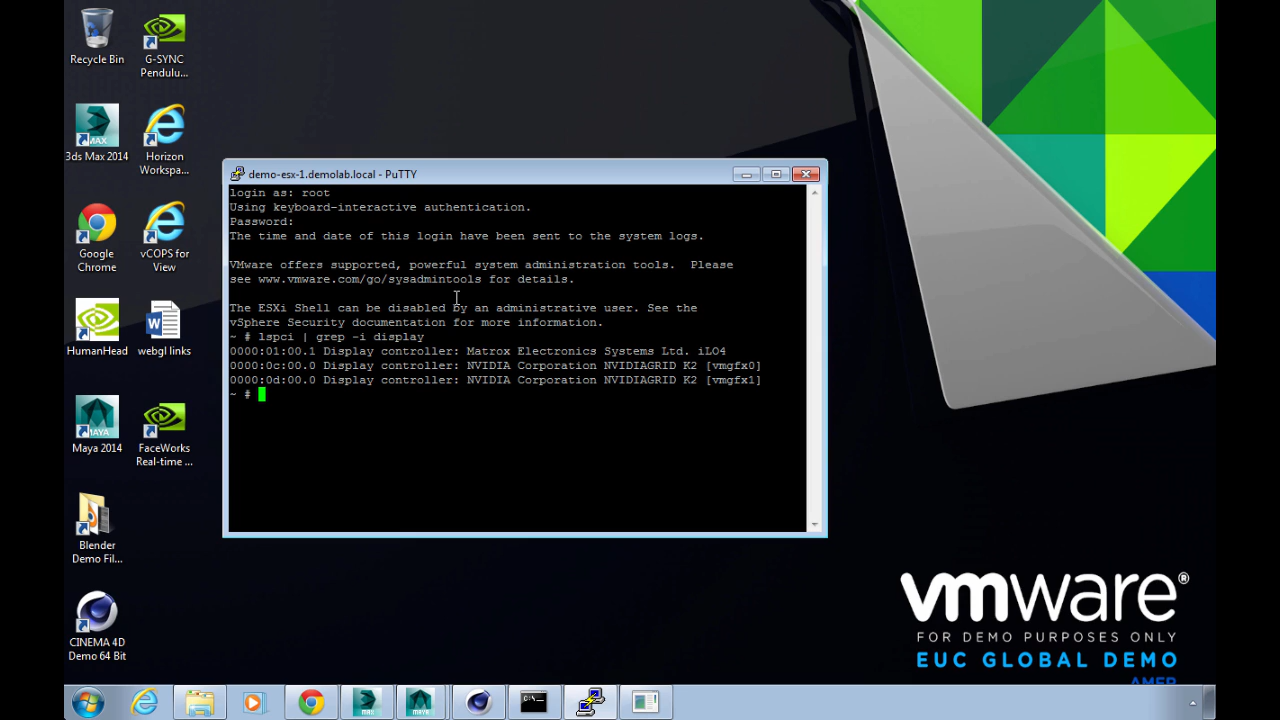 Recycle Bin
G-SYNC
Pendulu...
3ds Max 2014
Horizon
Workspa...
Google
Chrome
vCOPS for
View
HumanHead
webgl links
Maya 2014
FaceWorks
Real-time ...
Blender
Demo Fil...
CINEMA 4D
Demo 64 Bit
demo-esx-1.demolab.local - PuTTY
login as: root
Using keyboard-interactive authentication.
Password:
The time and date of this login have been sent to the system logs.
VMware offers supported, powerful system administration tools.  Please
see www.vmware.com/go/sysadmintools for details.
The ESXi Shell can be disabled by an administrative user. See the
vSphere Security documentation for more information.
~ # lspci | grep -i display
0000:01:00.1 Display controller: Matrox Electronics Systems Ltd. iLO4
0000:0c:00.0 Display controller: NVIDIA Corporation NVIDIAGRID K2 [vmgfx0]
0000:0d:00.0 Display controller: NVIDIA Corporation NVIDIAGRID K2 [vmgfx1]
~ #
vmware®
FOR DEMO PURPOSES ONLY
EUC GLOBAL DEMO
AMER
MAX
MAYA
C:\